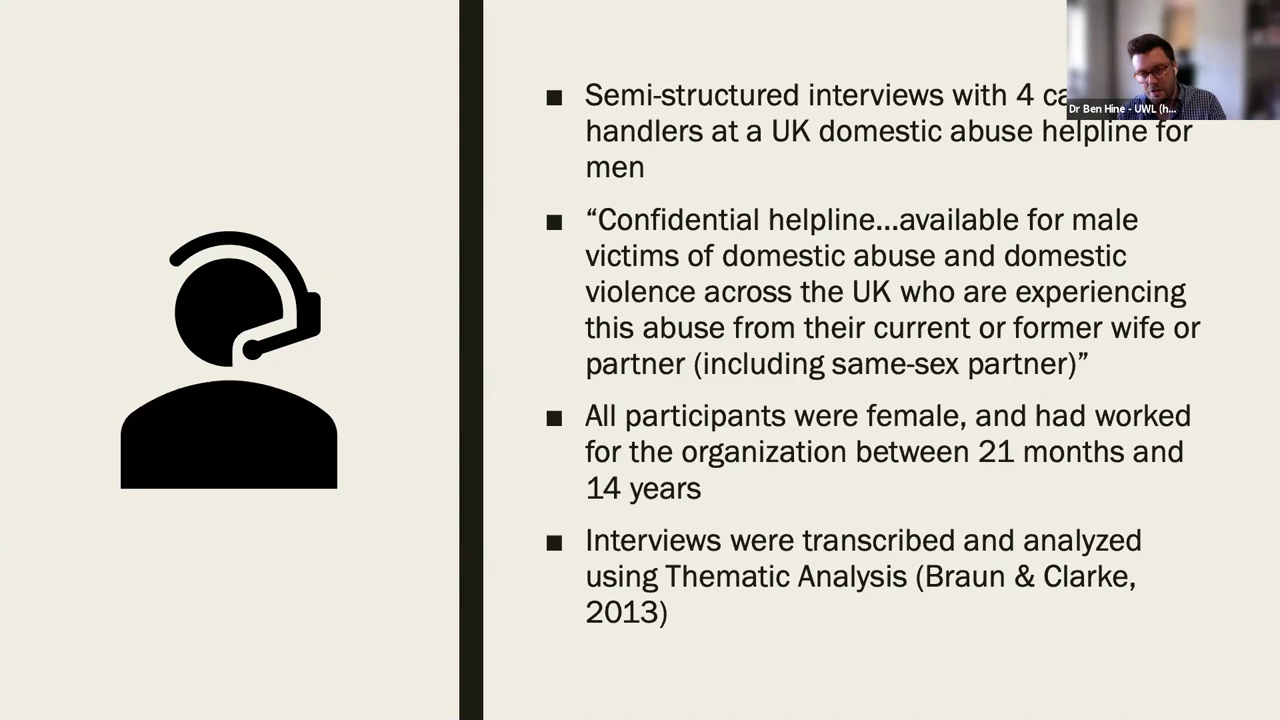 ■ Semi-structured interviews with 4
handlers at a UK domestic abuse helpline for
men
■ “Confidential helpline...available for male
victims of domestic abuse and domestic
violence across the UK who are experiencing
this abuse from their current or former wife or
partner (including same-sex partner)”
■ All participants were female, and had worked
for the organization between 21 months and
14 years
■ Interviews were transcribed and analyzed
using Thematic Analysis (Braun & Clarke,
2013)
Dr Ben Hine - UWL (h...